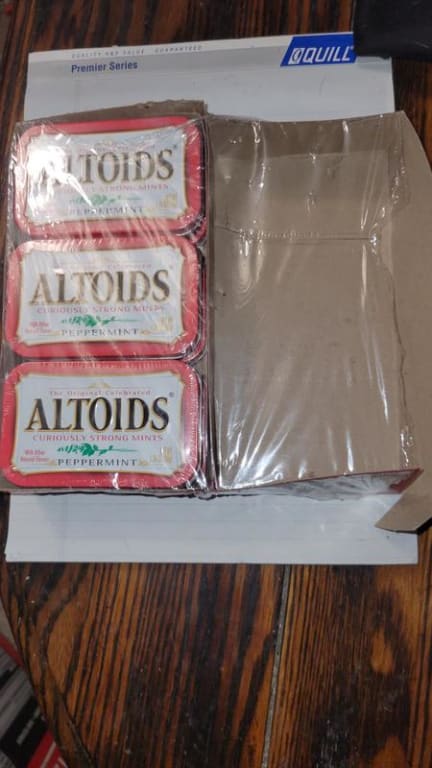 QUALITY AND VALUE GUARANTEED
QUILL
Premier Series
ALTOIDS
CURIOUSLY STRONG MINTS
PEPPERMINT
ALTOIDS
CURIOUSLY STRONG MINTS
PEPPERMINT
The Original Celebrated
ALTOIDS
CURIOUSLY STRONG MINTS
PEPPERMINT